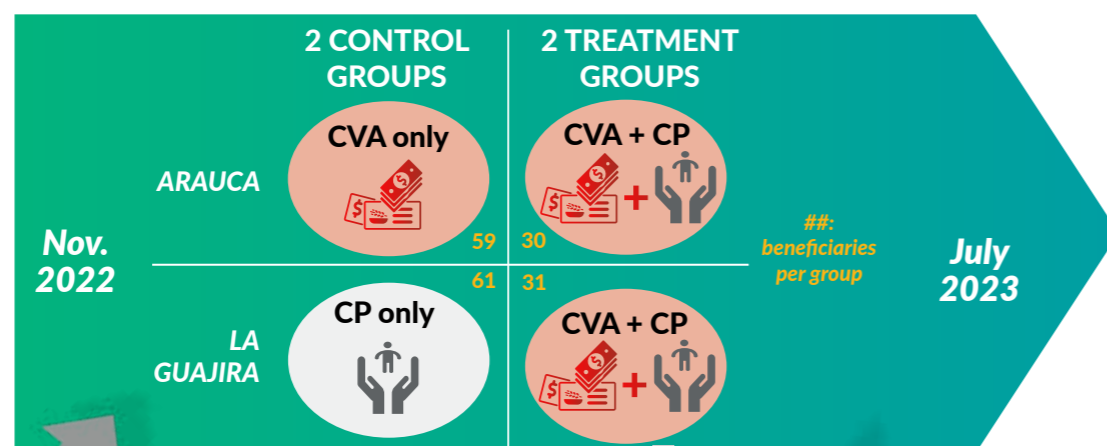 2 CONTROL
GROUPS
2 TREATMENT
GROUPS
ARAUCA
CVA only
CVA + CP
59
30
Nov.
2022
##:
beneficiaries
per group
July
2023
61
31
LA
GUAJIRA
CP only
CVA + CP